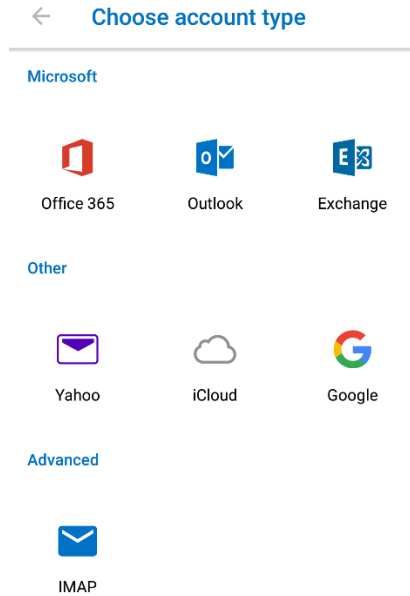 Choose account type
Microsoft
Office 365 Outlook Exchange
Other
Yahoo iCloud Google
Advanced
IMAP